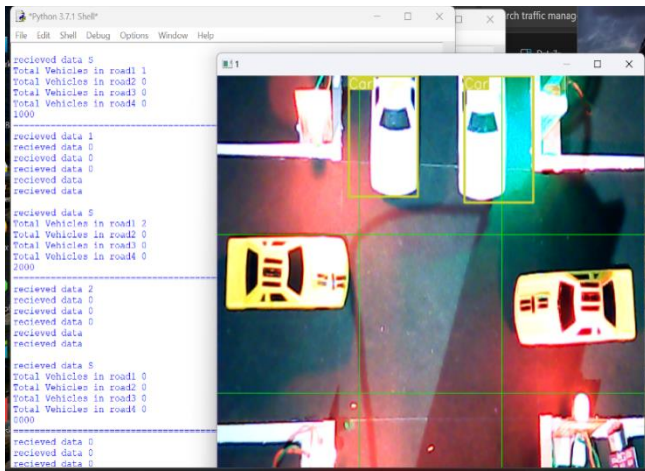 *Python 3.7.1 Shell*
File Edit Shell Debug Options Window Help
recieved data S
Total Vehicles in road1 1
Total Vehicles in road2 0
Total Vehicles in road3 0
Total Vehicles in road4 0
1000
recieved data 1
recieved data 0
recieved data 0
recieved data 0
recieved data
recieved data
recieved data S
Total Vehicles in road1 2
Total Vehicles in road2 0
Total Vehicles in road3 0
Total Vehicles in road4 0
2000
recieved data 2
recieved data 0
recieved data 0
recieved data 0
recieved data
recieved data
recieved data S
Total Vehicles in road1 0
Total Vehicles in road2 0
Total Vehicles in road3 0
Total Vehicles in road4 0
0000
recieved data 0
recieved data 0
recieved data 0
rch traffic manag
Details
1
Car
Car